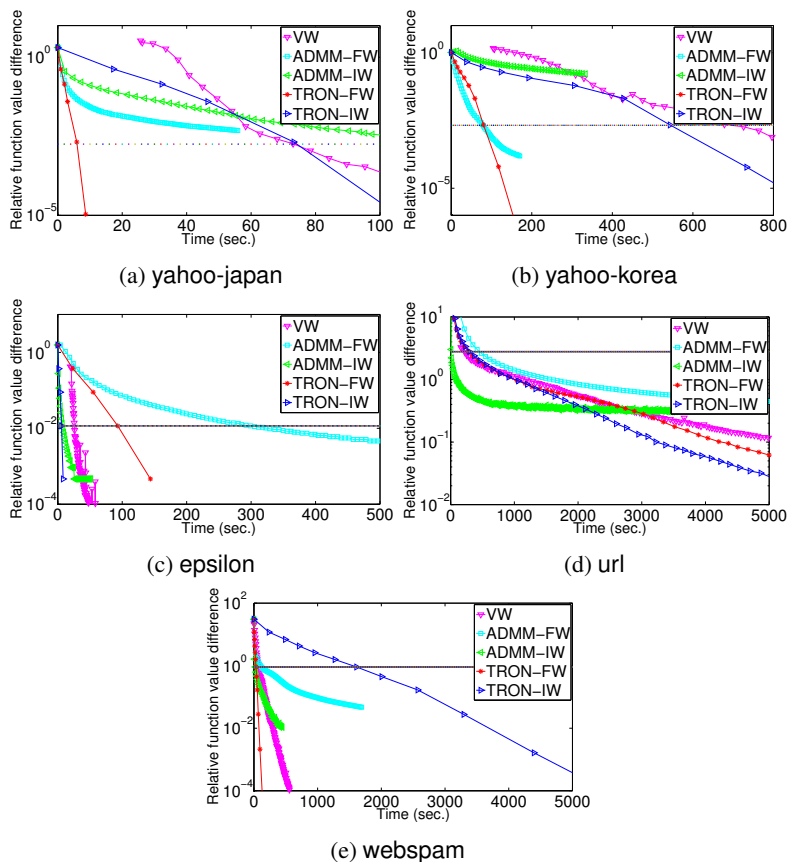 Relative function value difference
10^0
10^-5
0 20 40 60 80 100
Time (sec.)
VW
ADMM-FW
ADMM-IW
TRON-FW
TRON-IW
(a) yahoo-japan
Relative function value difference
10^0
10^-5
0 200 400 600 800
Time (sec.)
VW
ADMM-FW
ADMM-IW
TRON-FW
TRON-IW
(b) yahoo-korea
Relative function value difference
10^0
10^-2
10^-4
0 100 200 300 400 500
Time (sec.)
VW
ADMM-FW
ADMM-IW
TRON-FW
TRON-IW
(c) epsilon
Relative function value difference
10^1
10^0
10^-1
10^-2
0 1000 2000 3000 4000 5000
Time (sec.)
VW
ADMM-FW
ADMM-IW
TRON-FW
TRON-IW
(d) url
Relative function value difference
10^2
10^0
10^-2
10^-4
0 1000 2000 3000 4000 5000
Time (sec.)
VW
ADMM-FW
ADMM-IW
TRON-FW
TRON-IW
(e) webspam